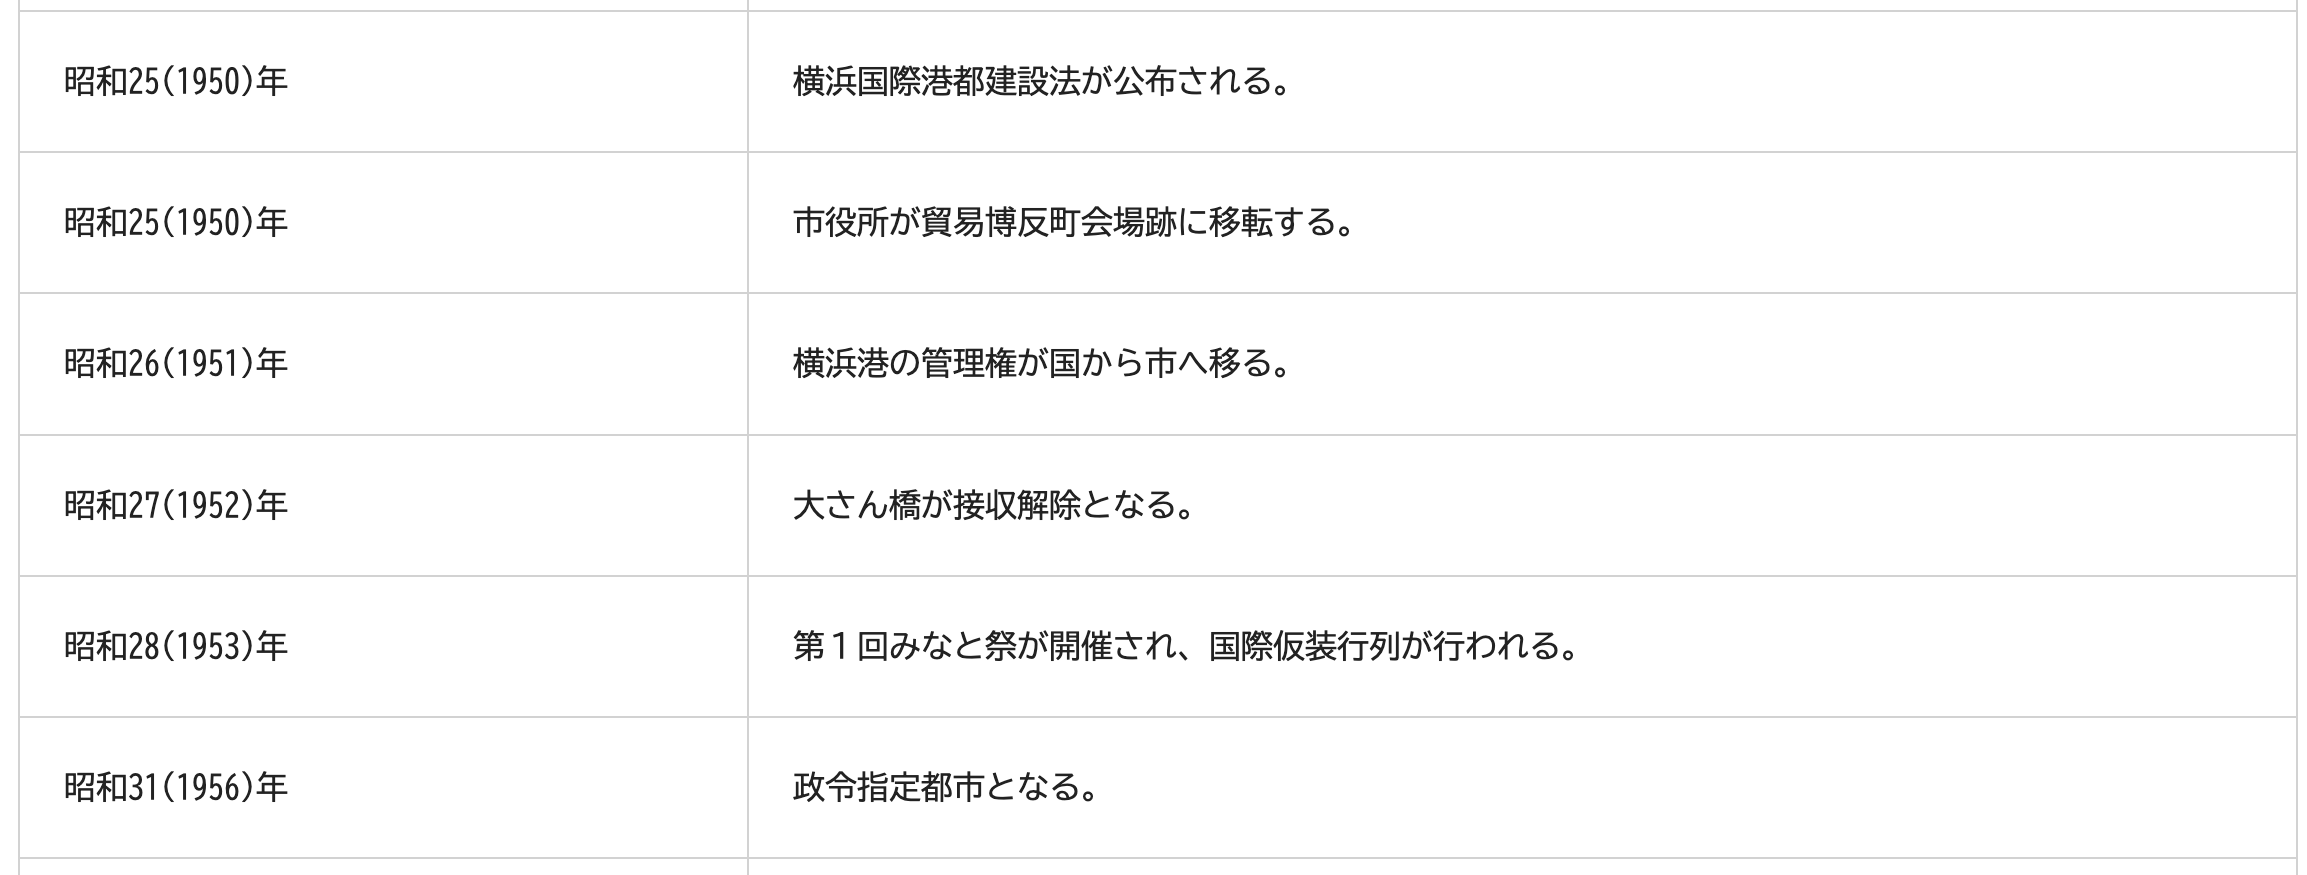 昭和25(1950)年
横浜国際港都建設法が公布される。
昭和25(1950)年
市役所が貿易博反町会場跡に移転する。
昭和26(1951)年
横浜港の管理権が国から市へ移る。
昭和27(1952)年
大さん橋が接収解除となる。
昭和28(1953)年
第１回みなと祭が開催され、国際仮装行列が行われる。
昭和31(1956)年
政令指定都市となる。